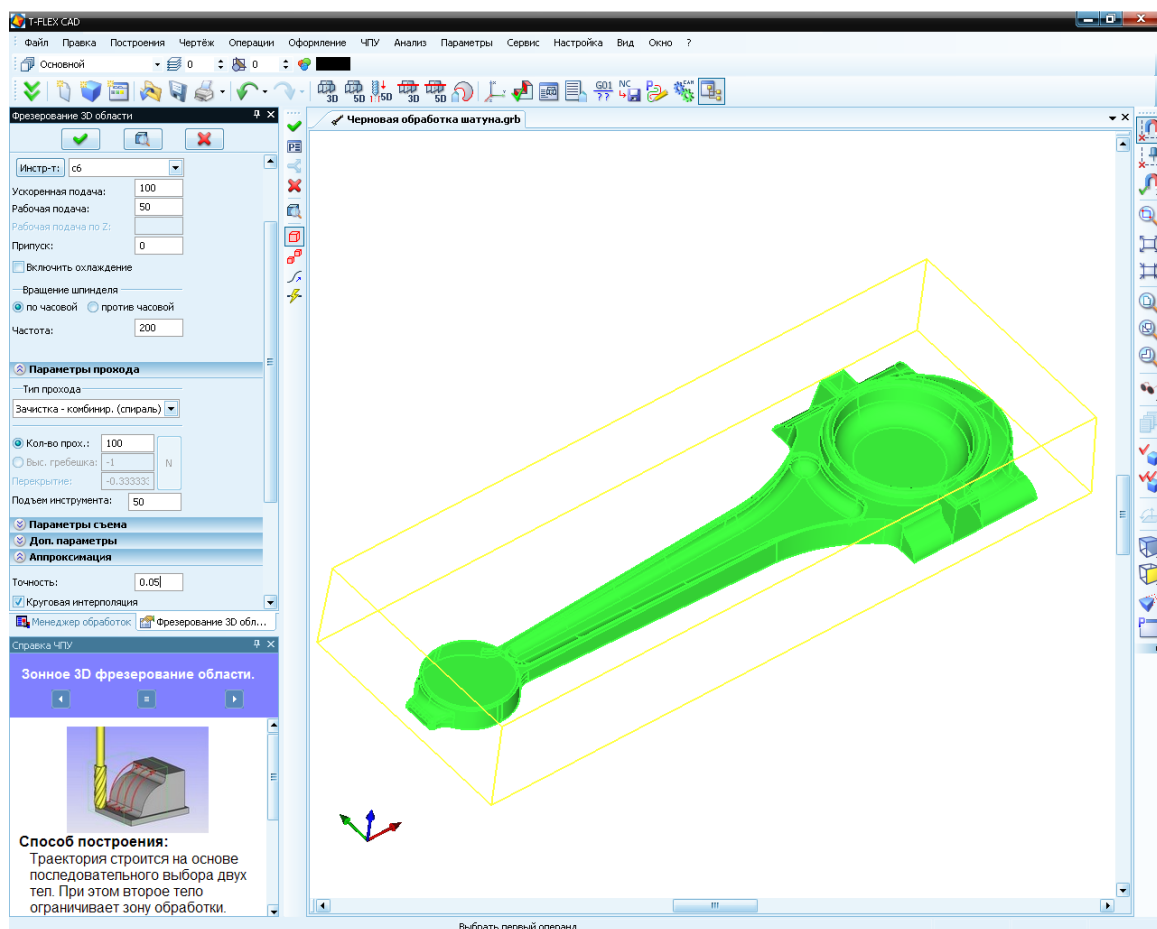 T-FLEX CAD
Файл Правка Построения Чертёж Операции Оформление ЧПУ Анализ Параметры Сервис Настройка Вид Окно ?
Основной 0 0
3D 5D 5D 3D 5D G01 ?? NC
Фрезерование 3D области
Черновая обработка шатуна.grb
Инстр-т: c6
Ускоренная подача: 100
Рабочая подача: 50
Рабочая подача по Z:
Припуск: 0
Включить охлаждение
Вращение шпинделя
по часовой против часовой
Частота: 200
Параметры прохода
Тип прохода
Зачистка - комбинир. (спираль)
Кол-во прох.: 100
Выс. гребешка: -1 N
Перекрытие: -0.33333
Подъем инструмента: 50
Параметры съема
Доп. параметры
Аппроксимация
Точность: 0.05
Круговая интерполяция
Менеджер обработок Фрезерование 3D обл...
Справка ЧПУ
Зонное 3D фрезерование области.
Способ построения:
Траектория строится на основе
последовательного выбора двух
тел. При этом второе тело
ограничивает зону обработки.
Выбрать первый операнд